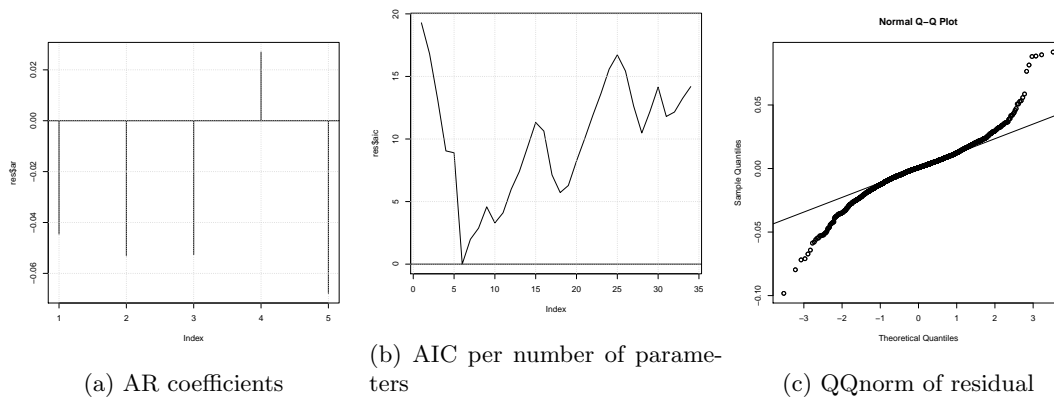 0.02
0.00
−0.02
−0.04
−0.06
res$ar
1 2 3 4 5
Index
(a) AR coefficients
20
15
10
5
0
res$aic
0 5 10 15 20 25 30 35
Index
(b) AIC per number of parame-
ters
Normal Q−Q Plot
0.05
0.00
−0.05
−0.10
Sample Quantiles
−3 −2 −1 0 1 2 3
Theoretical Quantiles
(c) QQnorm of residual